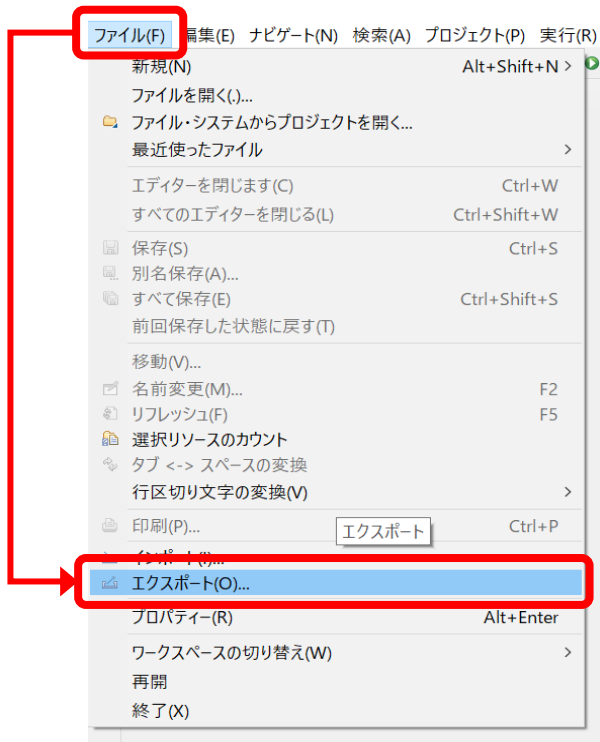 ファイル(F) 編集(E) ナビゲート(N) 検索(A) プロジェクト(P) 実行(R)
新規(N) Alt+Shift+N >
ファイルを開く(.)...
ファイル・システムからプロジェクトを開く...
最近使ったファイル >
エディターを閉じます(C) Ctrl+W
すべてのエディターを閉じる(L) Ctrl+Shift+W
保存(S) Ctrl+S
別名保存(A)...
すべて保存(E) Ctrl+Shift+S
前回保存した状態に戻す(T)
移動(V)...
名前変更(M)... F2
リフレッシュ(F) F5
選択リソースのカウント
タブ <-> スペースの変換
行区切り文字の変換(V) >
印刷(P)... Ctrl+P
エクスポート
インポート(I)...
エクスポート(O)...
プロパティー(R) Alt+Enter
ワークスペースの切り替え(W) >
再開
終了(X)